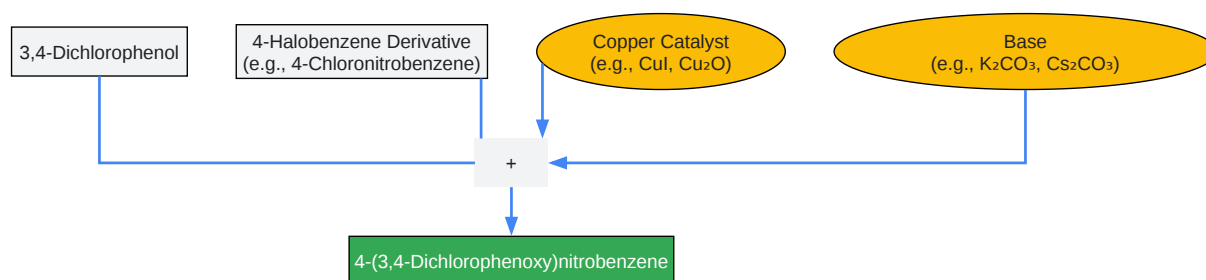 3,4-Dichlorophenol
4-Halobenzene Derivative
(e.g., 4-Chloronitrobenzene)
Copper Catalyst
(e.g., CuI, Cu₂O)
Base
(e.g., K₂CO₃, Cs₂CO₃)
+
4-(3,4-Dichlorophenoxy)nitrobenzene